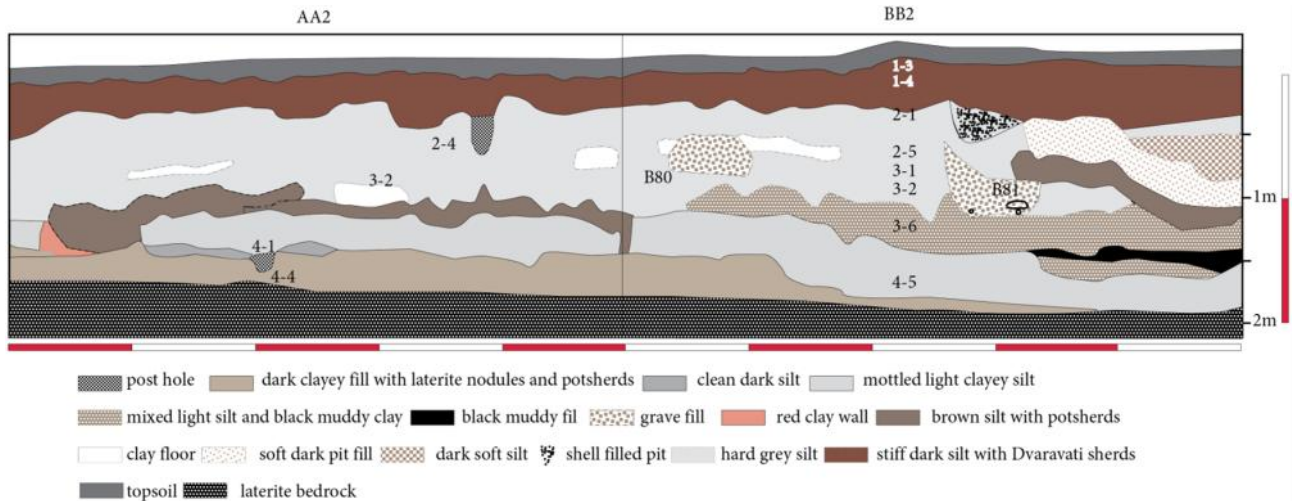 AA2 BB2
1-3
1-4
2-1
2-4
2-5
3-1
B80
3-2
3-2
B81
1m
3-6
4-1
4-4
4-5
2m
post hole dark clayey fill with laterite nodules and potsherds clean dark silt mottled light clayey silt
mixed light silt and black muddy clay black muddy fil grave fill red clay wall brown silt with potsherds
clay floor soft dark pit fill dark soft silt shell filled pit hard grey silt stiff dark silt with Dvaravati sherds
topsoil laterite bedrock